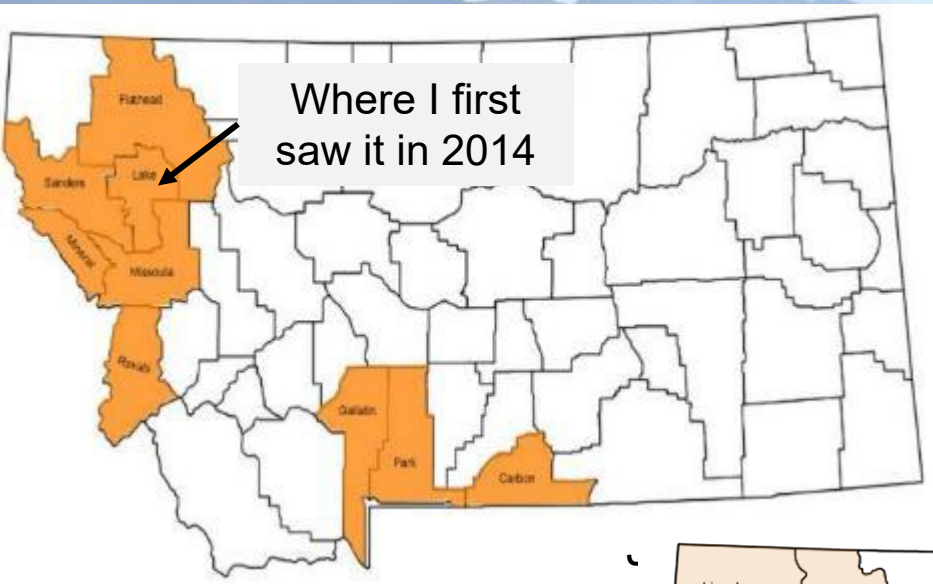 Where I first
saw it in 2014
Flathead
Lake
Sanders
Mineral
Missoula
Ravalli
Gallatin
Park
Carbon